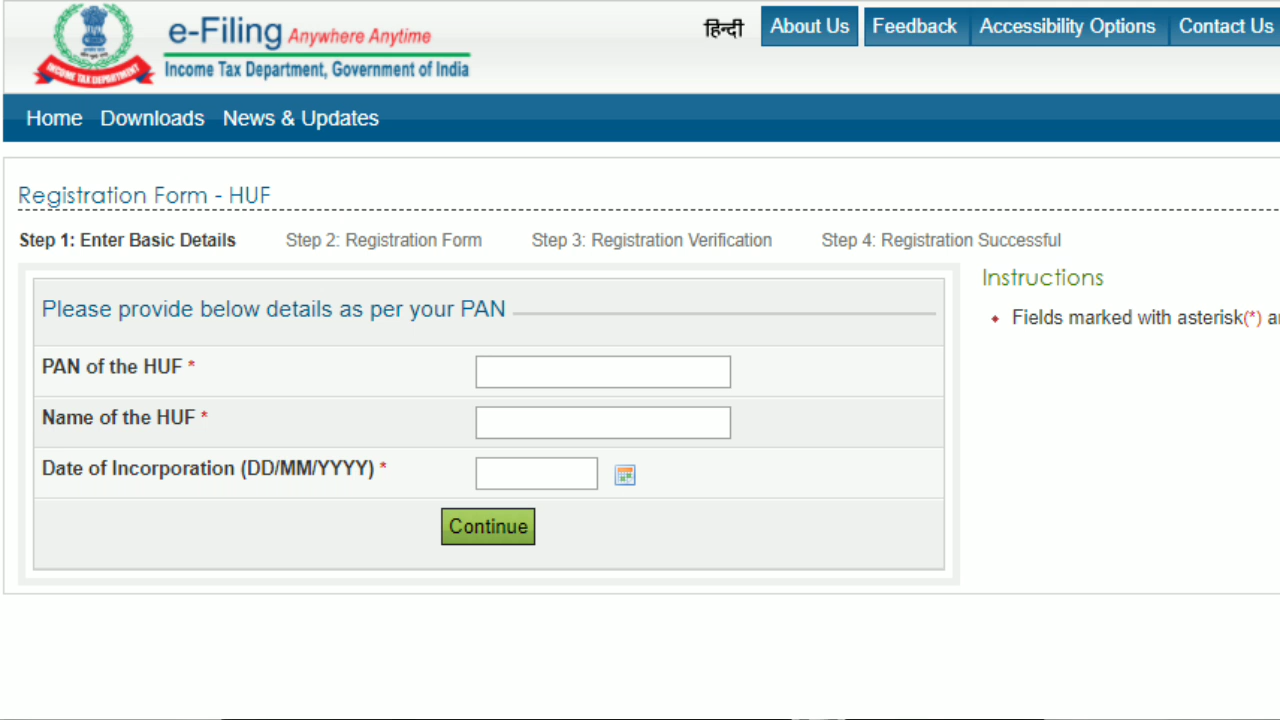 e-Filing Anywhere Anytime
Income Tax Department, Government of India
INCOME TAX DEPARTMENT
हिन्दी About Us Feedback Accessibility Options Contact Us
Home Downloads News & Updates
Registration Form - HUF
Step 1: Enter Basic Details Step 2: Registration Form Step 3: Registration Verification Step 4: Registration Successful
Please provide below details as per your PAN
PAN of the HUF *
Name of the HUF *
Date of Incorporation (DD/MM/YYYY) *
Continue
Instructions
Fields marked with asterisk(*)